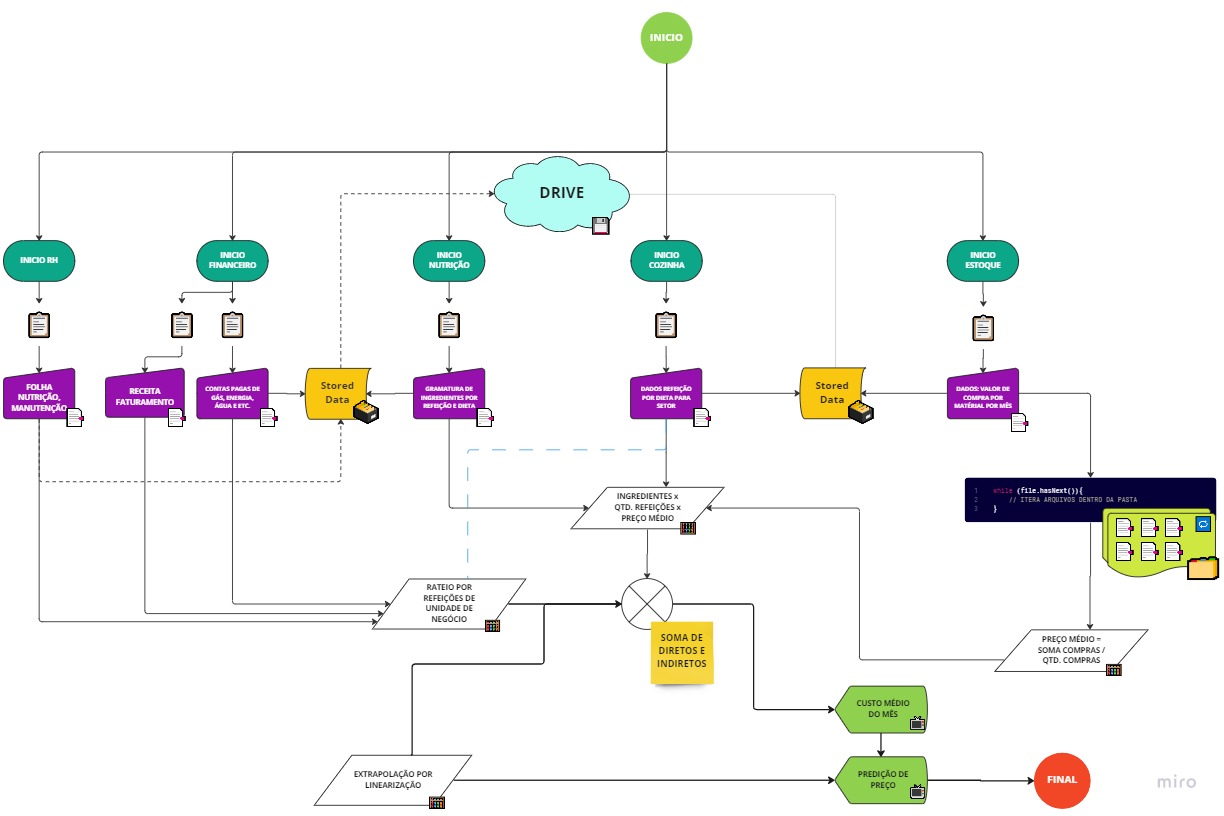 INICIO
DRIVE
INICIO RH
INICIO
FINANCEIRO
INICIO
NUTRIÇÃO
INICIO
COZINHA
INICIO
ESTOQUE
FOLHA
NUTRIÇÃO,
MANUTENÇÃO
RECEITA
FATURAMENTO
CONTAS PAGAS DE
GÁS, ENERGIA,
ÁGUA E ETC.
Stored
Data
GRAMATURA DE
INGREDIENTES POR
REFEIÇÃO E DIETA
DADOS REFEIÇÃO
POR DIETA PARA
SETOR
Stored
Data
DADOS: VALOR DE
COMPRA POR
MATÉRIAL POR MÊS
1 while (file.hasNext()){
2 // ITERA ARQUIVOS DENTRO DA PASTA
3 }
INGREDIENTES x
QTD. REFEIÇÕES x
PREÇO MÉDIO
RATEIO POR
REFEIÇÕES DE
UNIDADE DE
NEGÓCIO
SOMA DE
DIRETOS E
INDIRETOS
PREÇO MÉDIO =
SOMA COMPRAS /
QTD. COMPRAS
CUSTO MÉDIO
DO MÊS
EXTRAPOLAÇÃO POR
LINEARIZAÇÃO
PREDIÇÃO DE
PREÇO
FINAL
miro